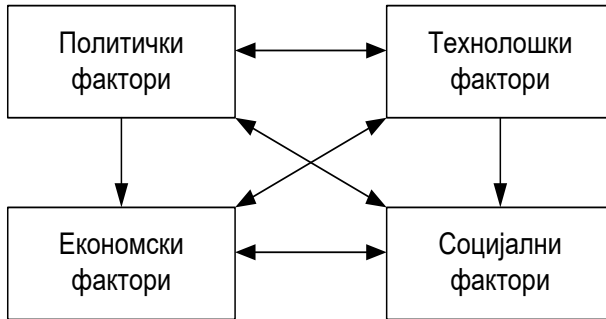 Политички
фактори
Технолошки
фактори
Економски
фактори
Социјални
фактори